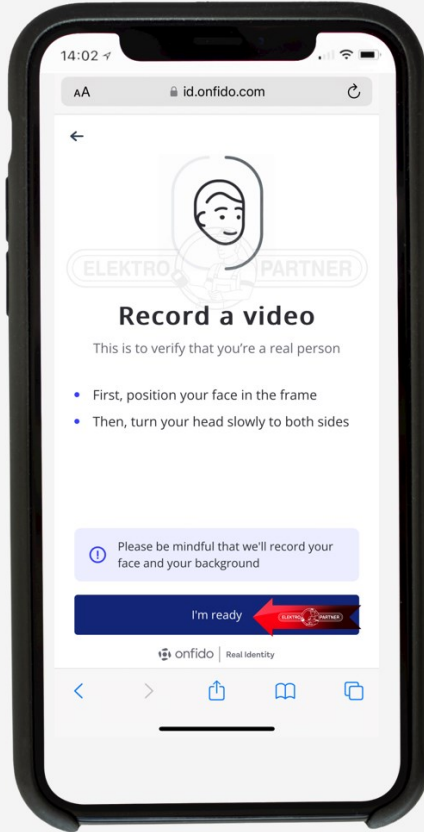 14:02
AA id.onfido.com
ELEKTRO PARTNER
Record a video
This is to verify that you're a real person
First, position your face in the frame
Then, turn your head slowly to both sides
Please be mindful that we'll record your
face and your background
I'm ready
ELEKTRO PARTNER
onfido Real Identity